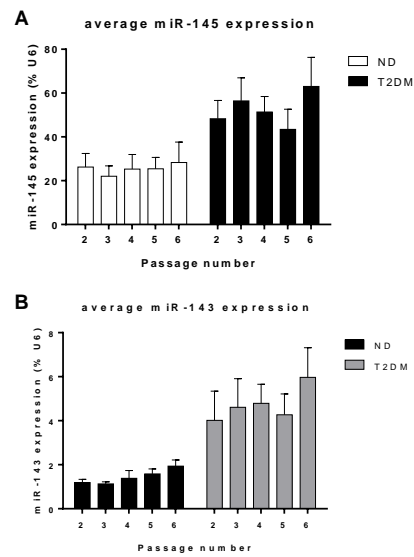 A
average miR-145 expression
miR-145 expression (% U6)
80
60
40
20
0
2 3 4 5 6 2 3 4 5 6
Passage number
ND
T2DM
B
average miR-143 expression
miR-143 expression (% U6)
8
6
4
2
0
2 3 4 5 6 2 3 4 5 6
Passage number
ND
T2DM